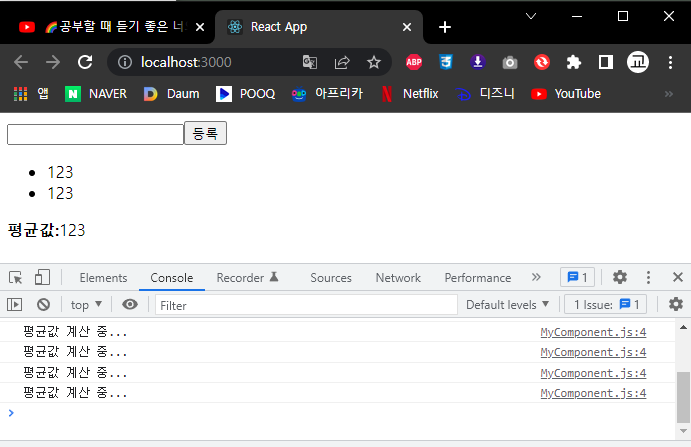 🌈공부할 때 듣기 좋은 너
React App
localhost:3000
ABP
앱 NAVER Daum POOQ 아프리카 Netflix 디즈니 YouTube »
등록
• 123
• 123
평균값:123
Elements Console Recorder Sources Network Performance » 1
top ▼ Filter Default levels ▼ 1 Issue: 1
평균값 계산 중... MyComponent.js:4
평균값 계산 중... MyComponent.js:4
평균값 계산 중... MyComponent.js:4
평균값 계산 중... MyComponent.js:4
>